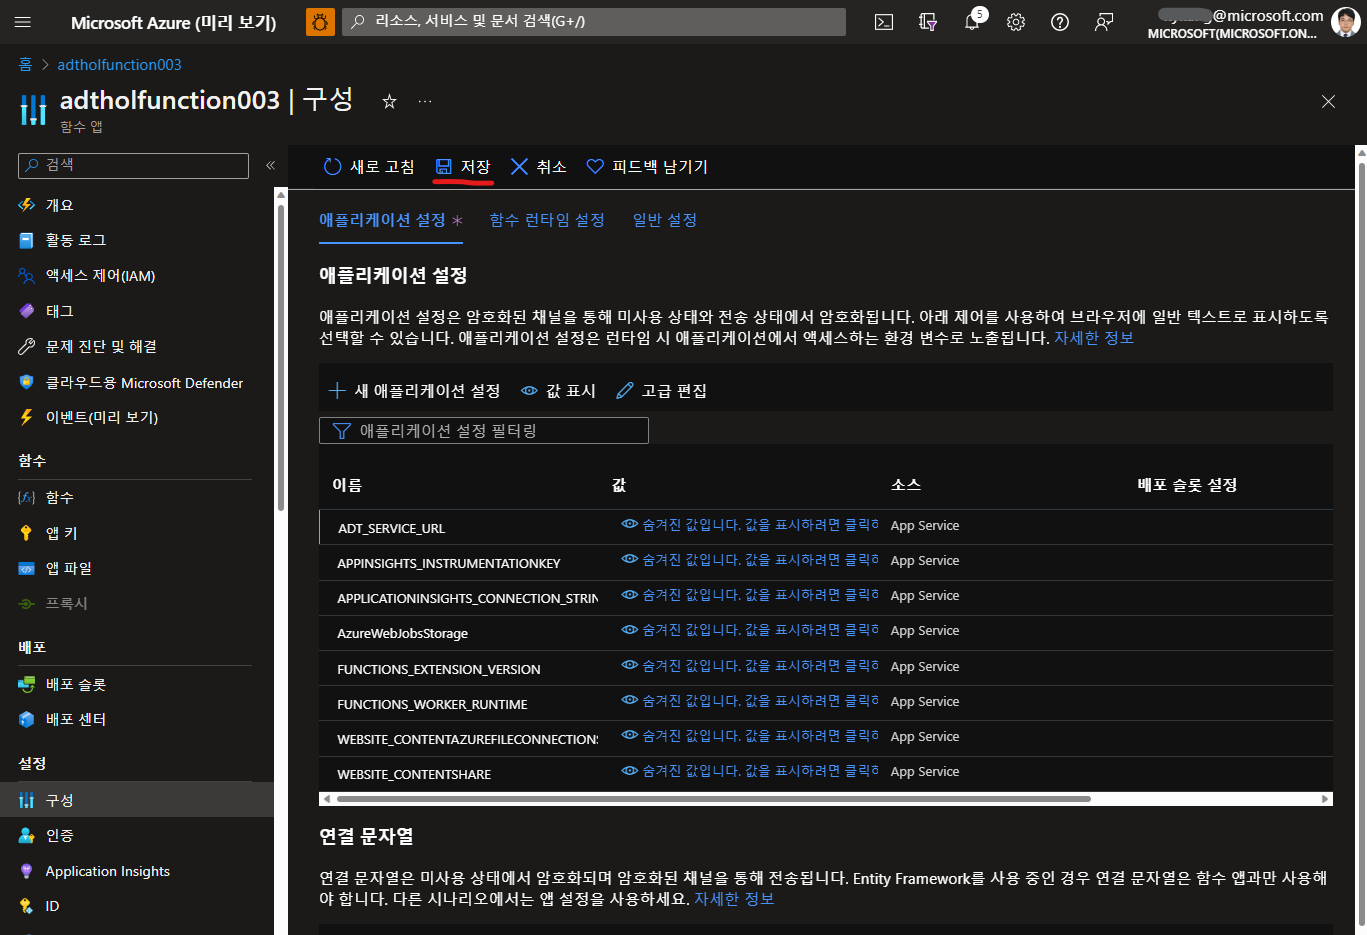 Microsoft Azure (미리 보기)
리소스, 서비스 및 문서 검색(G+/)
5
@microsoft.com
MICROSOFT(MICROSOFT.ON...
홈 > adtholfunction003
adtholfunction003 | 구성
함수 앱
검색
개요
활동 로그
액세스 제어(IAM)
태그
문제 진단 및 해결
클라우드용 Microsoft Defender
이벤트(미리 보기)
함수
함수
앱 키
앱 파일
프록시
배포
배포 슬롯
배포 센터
설정
구성
인증
Application Insights
ID
새로 고침 저장 취소 피드백 남기기
애플리케이션 설정 * 함수 런타임 설정 일반 설정
애플리케이션 설정
애플리케이션 설정은 암호화된 채널을 통해 미사용 상태와 전송 상태에서 암호화됩니다. 아래 제어를 사용하여 브라우저에 일반 텍스트로 표시하도록
선택할 수 있습니다. 애플리케이션 설정은 런타임 시 애플리케이션에서 액세스하는 환경 변수로 노출됩니다. 자세한 정보
새 애플리케이션 설정 값 표시 고급 편집
애플리케이션 설정 필터링
이름 값 소스 배포 슬롯 설정
ADT_SERVICE_URL 숨겨진 값입니다. 값을 표시하려면 클릭하 App Service
APPINSIGHTS_INSTRUMENTATIONKEY 숨겨진 값입니다. 값을 표시하려면 클릭하 App Service
APPLICATIONINSIGHTS_CONNECTION_STRIN 숨겨진 값입니다. 값을 표시하려면 클릭하 App Service
AzureWebJobsStorage 숨겨진 값입니다. 값을 표시하려면 클릭하 App Service
FUNCTIONS_EXTENSION_VERSION 숨겨진 값입니다. 값을 표시하려면 클릭하 App Service
FUNCTIONS_WORKER_RUNTIME 숨겨진 값입니다. 값을 표시하려면 클릭하 App Service
WEBSITE_CONTENTAZUREFILECONNECTIONS 숨겨진 값입니다. 값을 표시하려면 클릭하 App Service
WEBSITE_CONTENTSHARE 숨겨진 값입니다. 값을 표시하려면 클릭하 App Service
연결 문자열
연결 문자열은 미사용 상태에서 암호화되며 암호화된 채널을 통해 전송됩니다. Entity Framework를 사용 중인 경우 연결 문자열은 함수 앱과만 사용해
야 합니다. 다른 시나리오에서는 앱 설정을 사용하세요. 자세한 정보